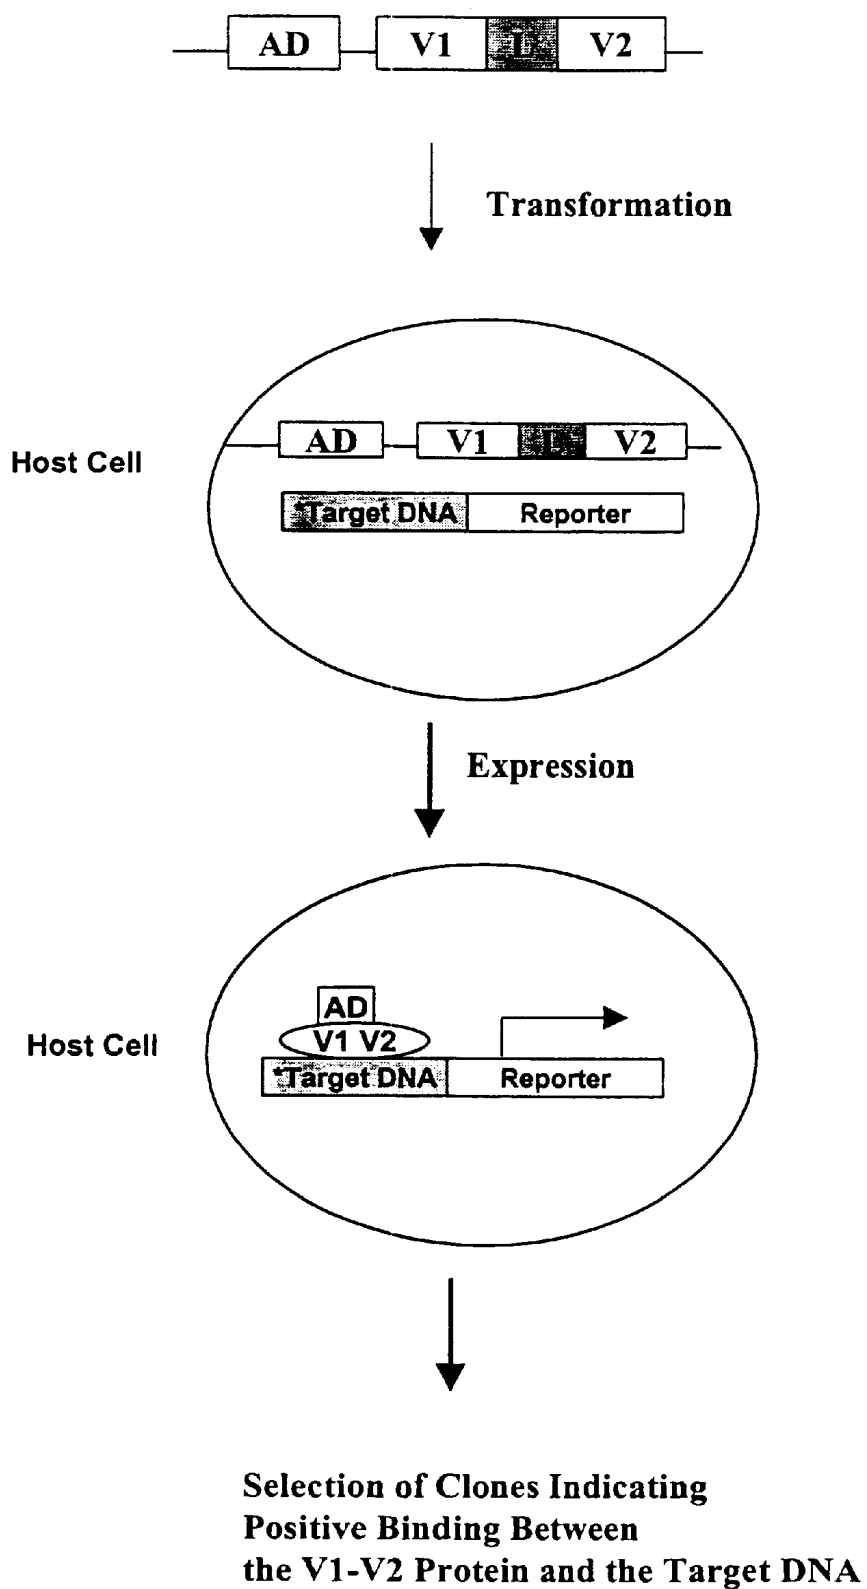 AD V1 L V2
Transformation
Host Cell
AD V1 L V2
*Target DNA Reporter
Expression
Host Cell
AD
V1 V2
*Target DNA Reporter
Selection of Clones Indicating
Positive Binding Between
the V1-V2 Protein and the Target DNA